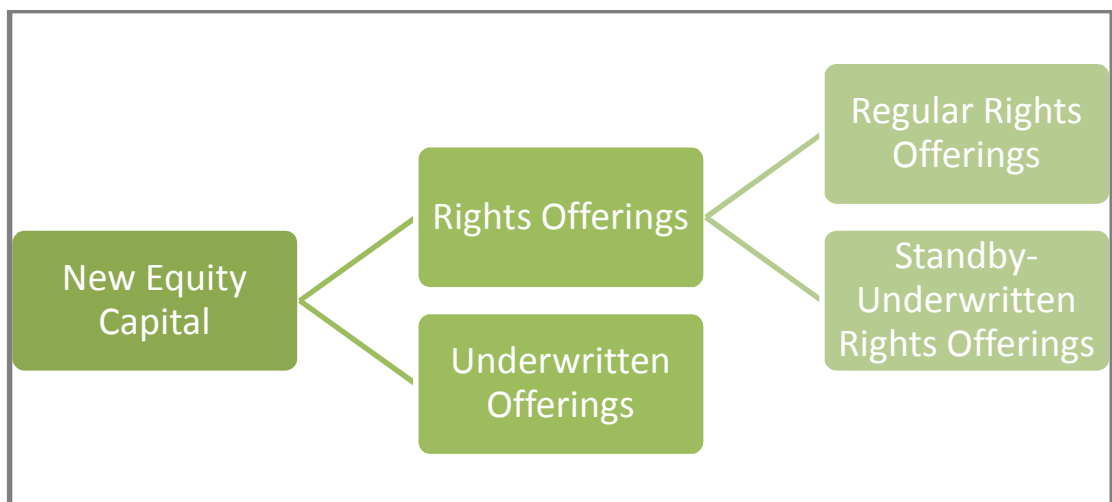 New Equity
Capital
Rights Offerings
Underwritten
Offerings
Regular Rights
Offerings
Standby-
Underwritten
Rights Offerings